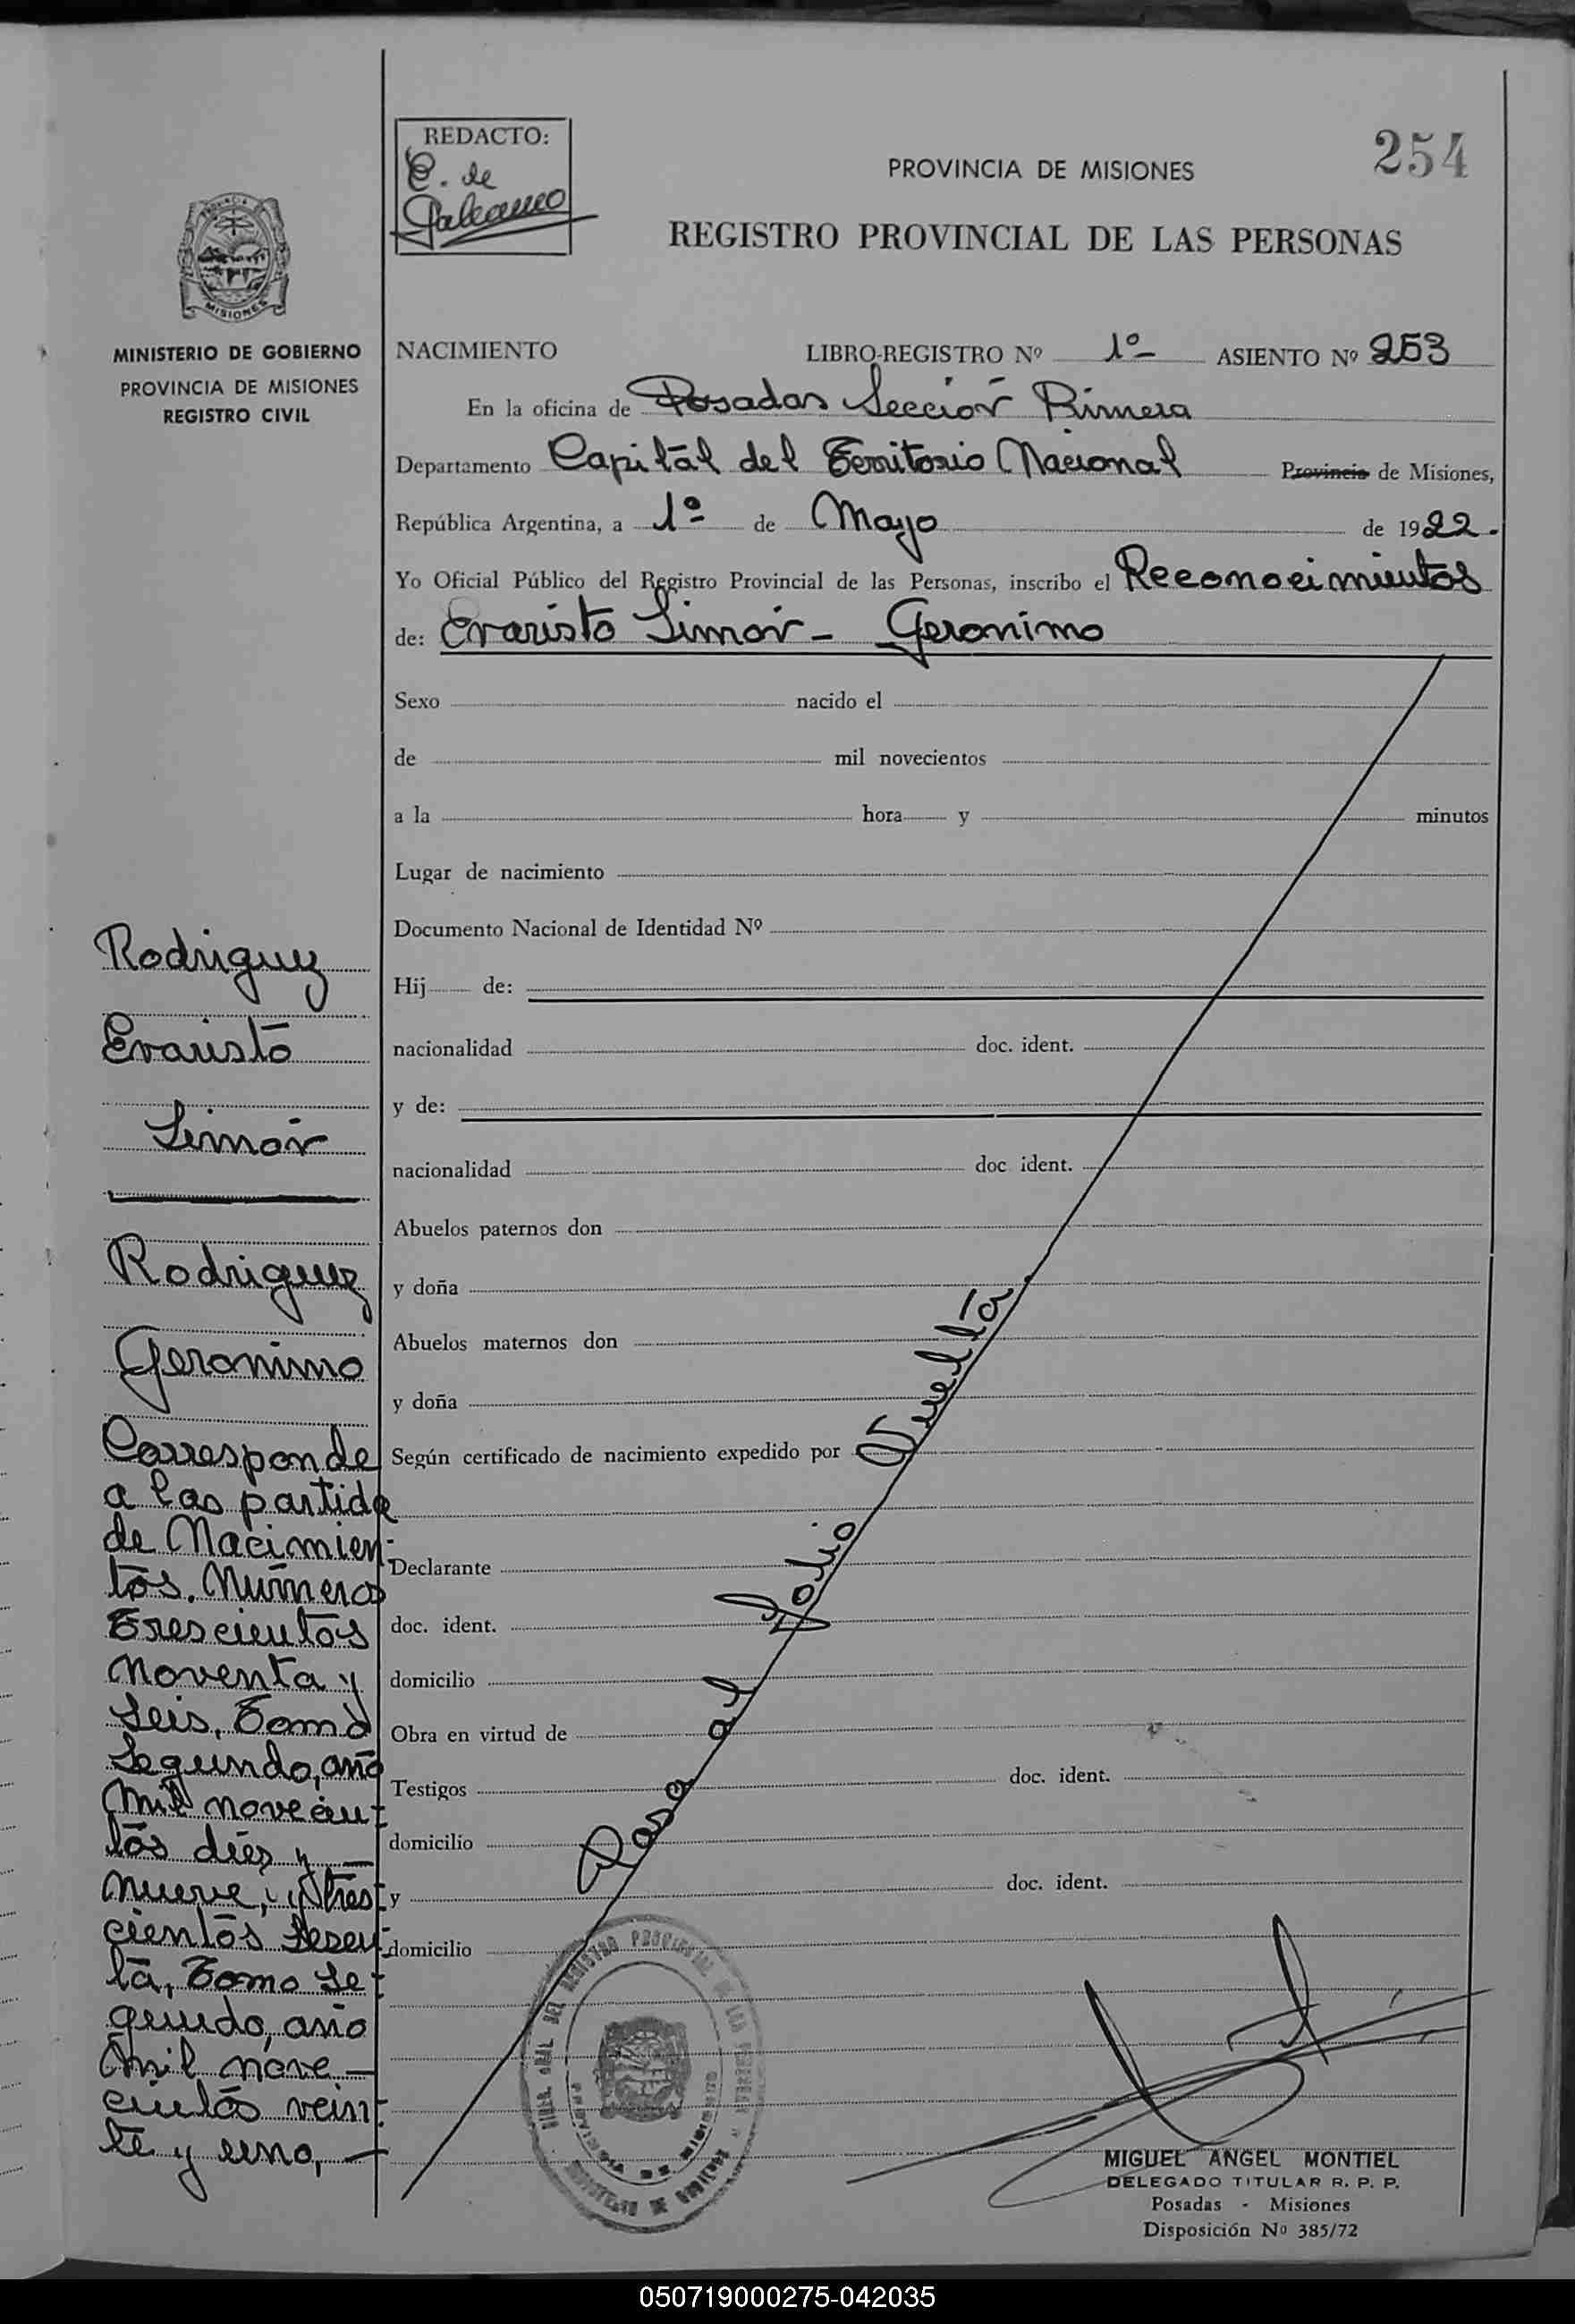 REDACTO:
C. de
Galeano
254
PROVINCIA DE MISIONES
REGISTRO PROVINCIAL DE LAS PERSONAS
MISIONES
MINISTERIO DE GOBIERNO
PROVINCIA DE MISIONES
REGISTRO CIVIL
NACIMIENTO LIBRO-REGISTRO Nº 1º ASIENTO Nº 253
En la oficina de Posadas Sección Primera
Departamento Capital del Territorio Nacional Provincia de Misiones,
República Argentina, a 1º de Mayo de 1922.
Yo Oficial Público del Registro Provincial de las Personas, inscribo el Reconocimientos
de: Evaristo Simón - Geronimo
Sexo nacido el
de mil novecientos
a la hora y minutos
Lugar de nacimiento
Documento Nacional de Identidad Nº
Hij de:
nacionalidad doc. ident.
y de:
nacionalidad doc ident.
Abuelos paternos don
y doña
Abuelos maternos don
y doña
Según certificado de nacimiento expedido por
Declarante
doc. ident.
domicilio
Obra en virtud de
Testigos doc. ident.
domicilio
y doc. ident.
domicilio
Pasa al folio Vuelta.
Rodriguez
Evaristo
Simón
Rodriguez
Geronimo
Corresponde
a las partida
de Nacimien-
tos. Números
Trescientos
noventa y
seis, Tomo
Segundo, año
mil novecien-
tos diez y
nueve, y tres-
cientos sesen-
ta, Tomo Se-
gundo, año
mil nove-
cientos vein-
te y uno,
MIGUEL ANGEL MONTIEL
DELEGADO TITULAR R. P. P.
Posadas - Misiones
Disposición Nº 385/72
050719000275-042035